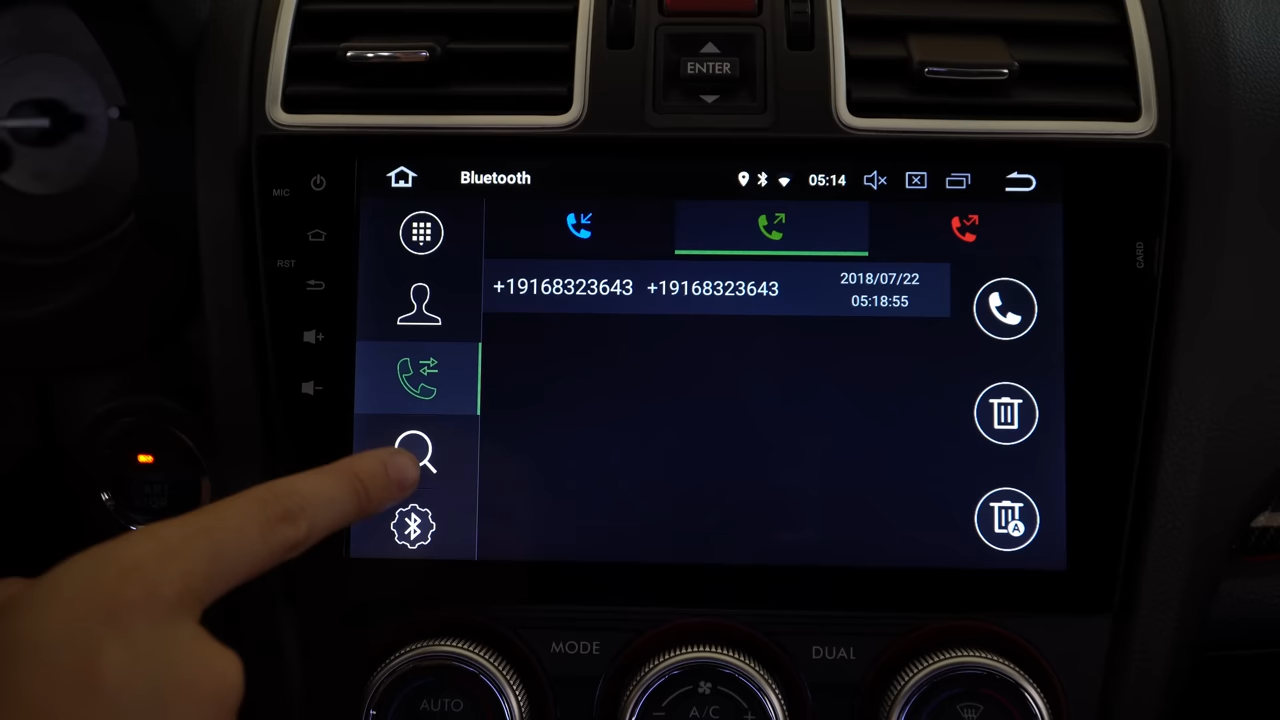 ENTER
MIC
RST
Bluetooth
05:14
CARD
+19168323643 +19168323643
2018/07/22
05:18:55
A
MODE
DUAL
AUTO
A/C